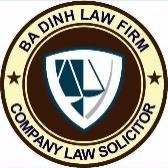 BA DINH LAW FIRM
COMPANY LAW SOLICITOR